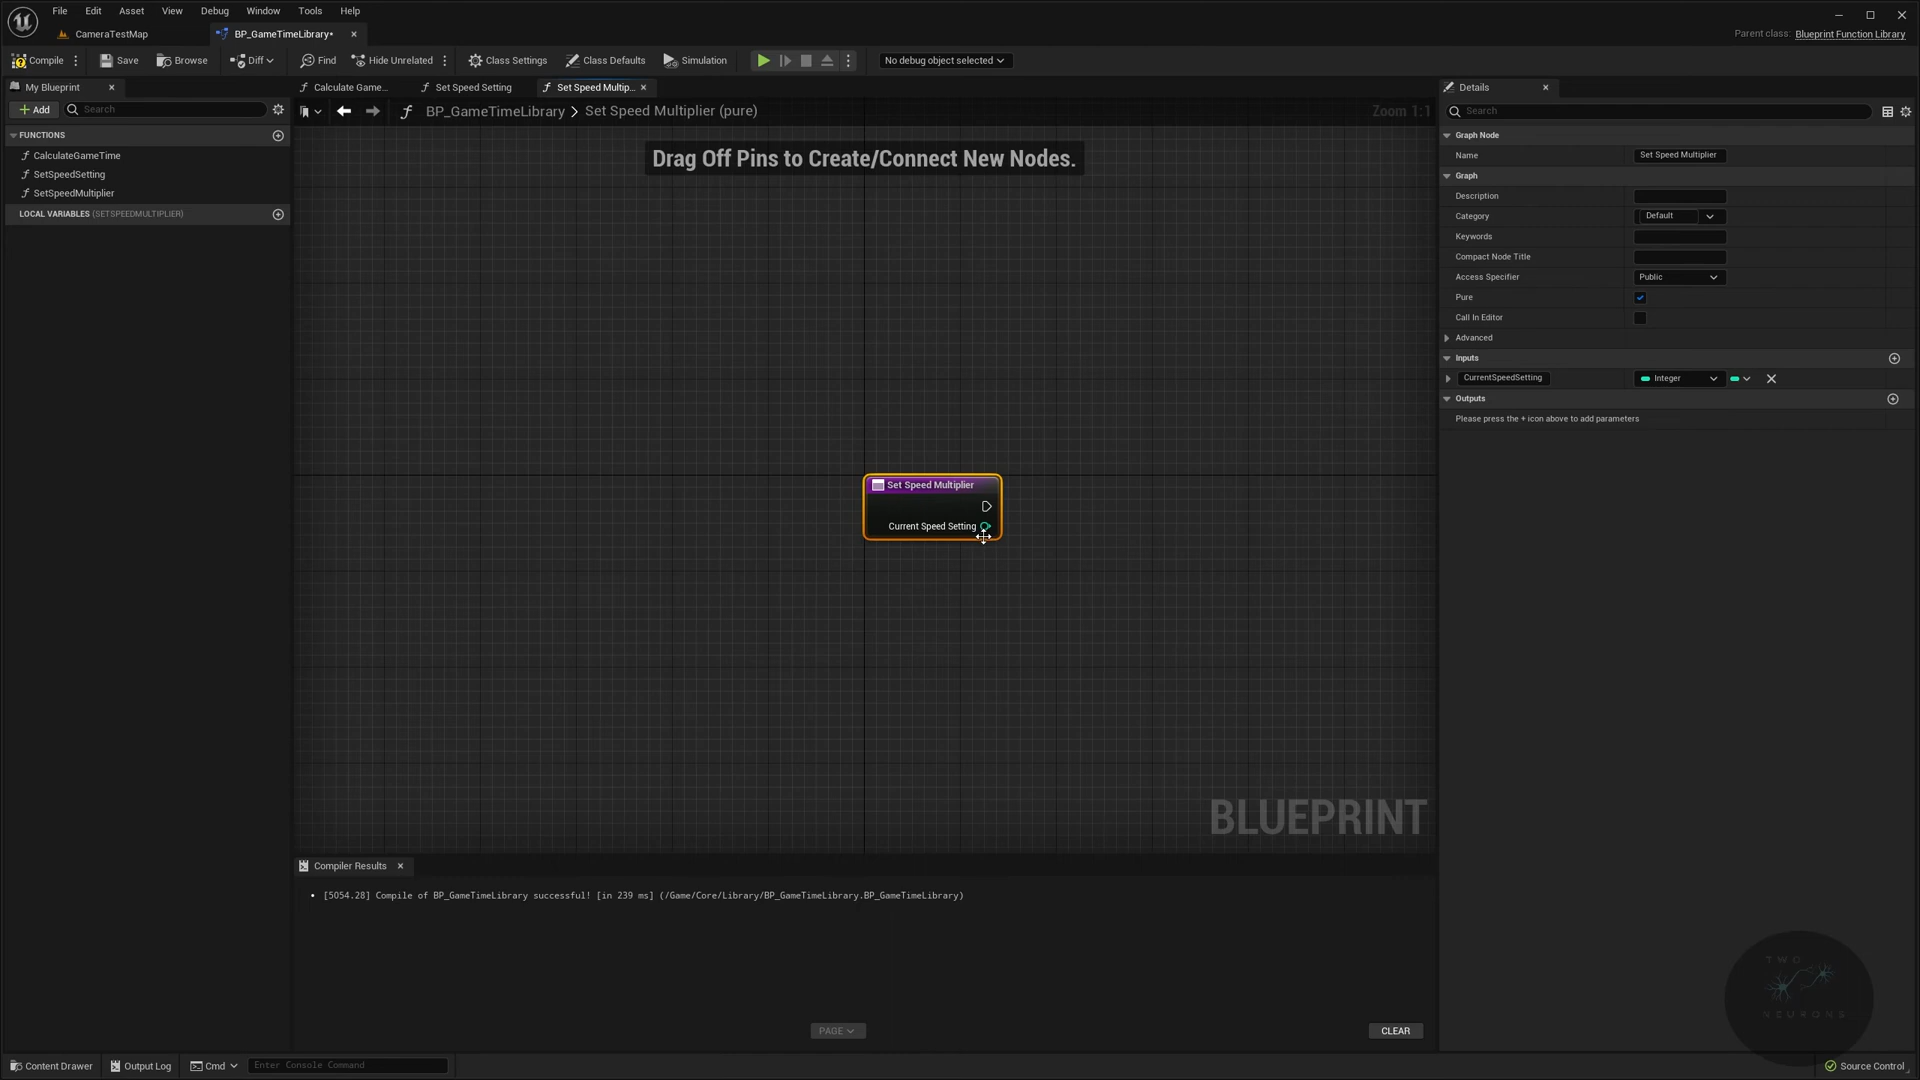 File Edit Asset View Debug Window Tools Help
CameraTestMap
BP_GameTimeLibrary*
Parent class: Blueprint Function Library
Compile
Save
Browse
Diff
Find
Hide Unrelated
Class Settings
Class Defaults
Simulation
No debug object selected
My Blueprint
Add
Search
FUNCTIONS
CalculateGameTime
SetSpeedSetting
SetSpeedMultiplier
LOCAL VARIABLES (SETSPEEDMULTIPLIER)
Calculate Game...
Set Speed Setting
Set Speed Multip...
BP_GameTimeLibrary > Set Speed Multiplier (pure)
Zoom 1:1
Drag Off Pins to Create/Connect New Nodes.
Set Speed Multiplier
Current Speed Setting
BLUEPRINT
Compiler Results
[5054.28] Compile of BP_GameTimeLibrary successful! [in 239 ms] (/Game/Core/Library/BP_GameTimeLibrary.BP_GameTimeLibrary)
PAGE
CLEAR
Details
Search
Graph Node
Name Set Speed Multiplier
Graph
Description
Category Default
Keywords
Compact Node Title
Access Specifier Public
Pure
Call In Editor
Advanced
Inputs
CurrentSpeedSetting Integer
Outputs
Please press the + icon above to add parameters
TWO
NEURONS
Content Drawer
Output Log
Cmd
Enter Console Command
Source Control